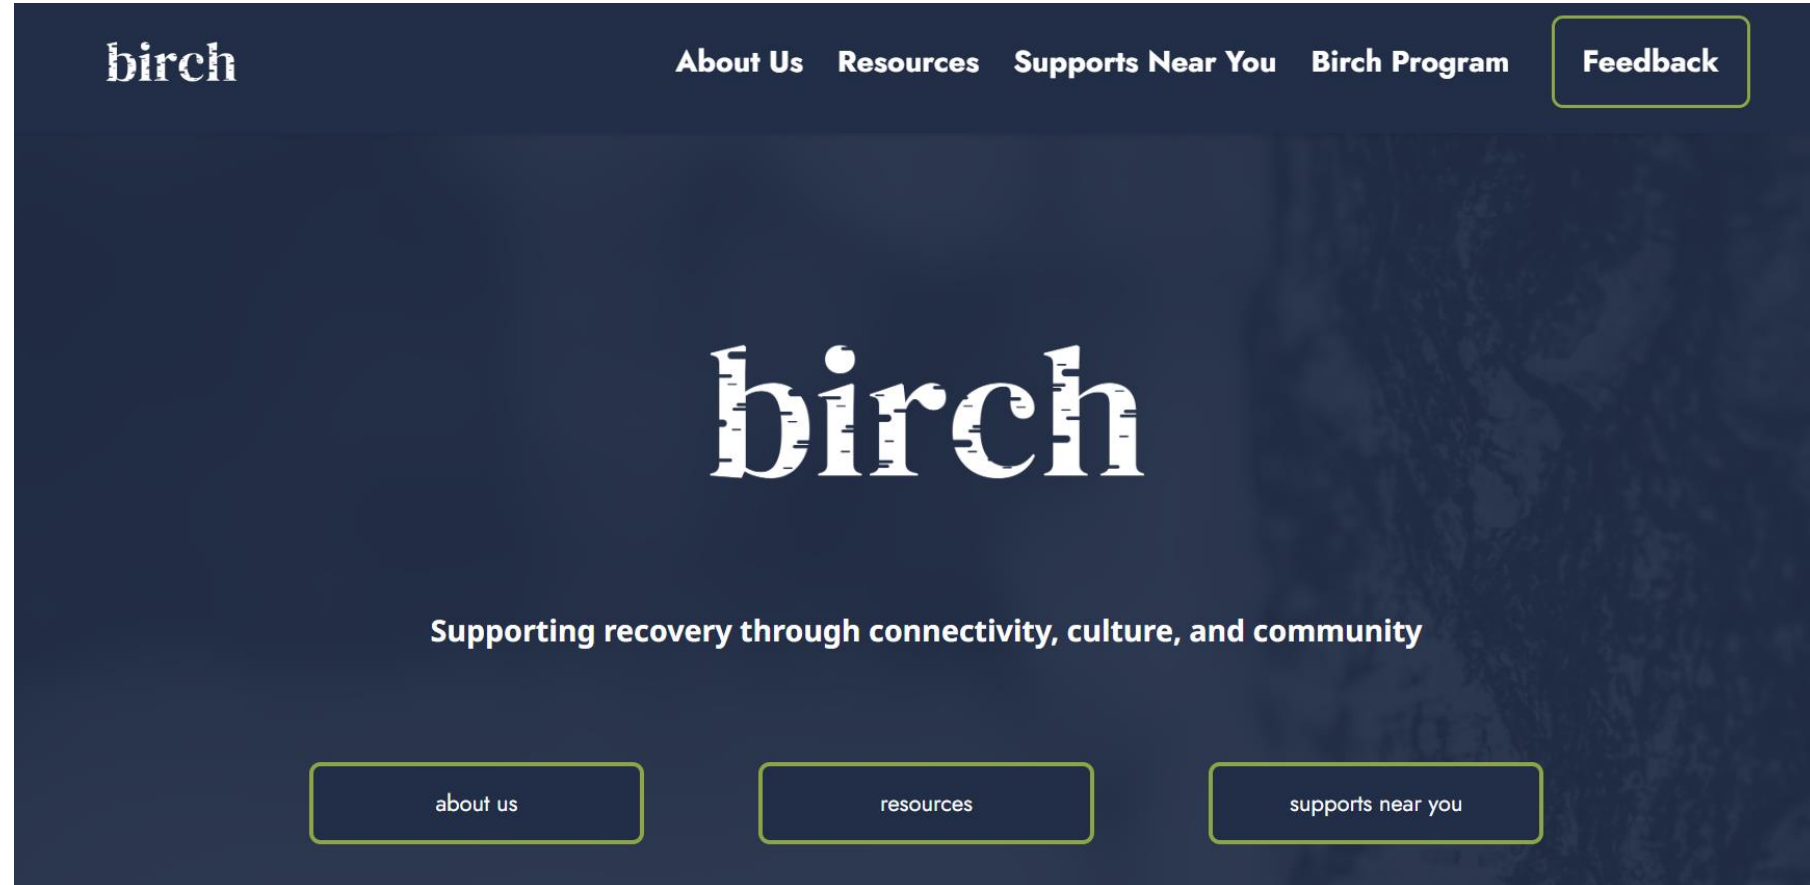 birch
About Us Resources Supports Near You Birch Program Feedback
birch
Supporting recovery through connectivity, culture, and community
about us
resources
supports near you